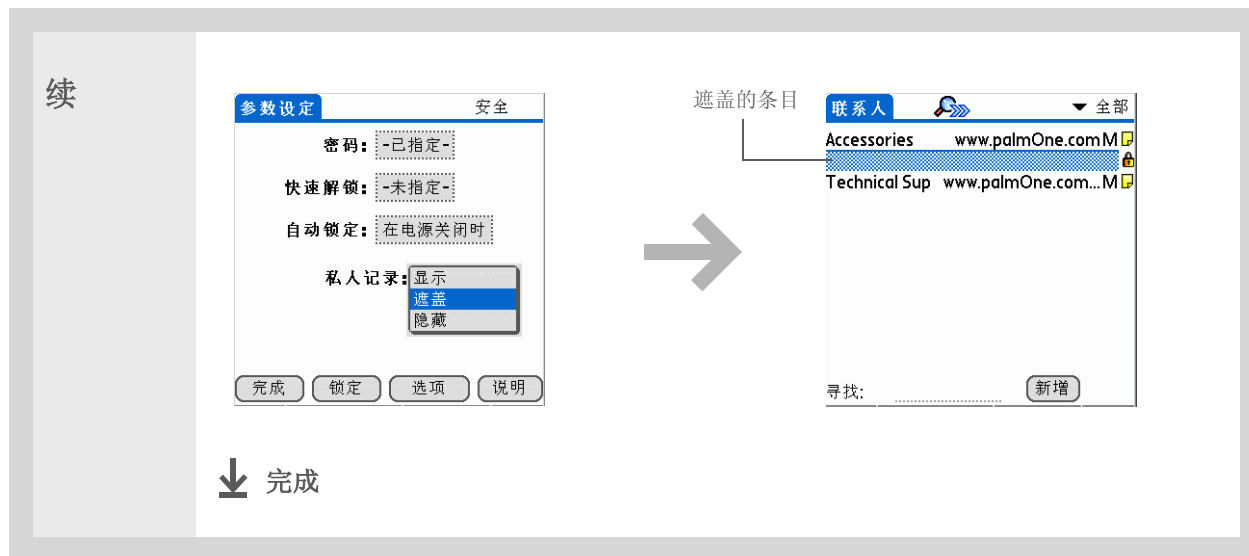 续
参数设定 安全
密码: -已指定-
快速解锁: -未指定-
自动锁定: 在电源关闭时
私人记录: 显示
遮盖
隐藏
完成 锁定 选项 说明
遮盖的条目
联系人 ▼ 全部
Accessories www.palmOne.com M
Technical Sup www.palmOne.com... M
寻找: 新增
完成